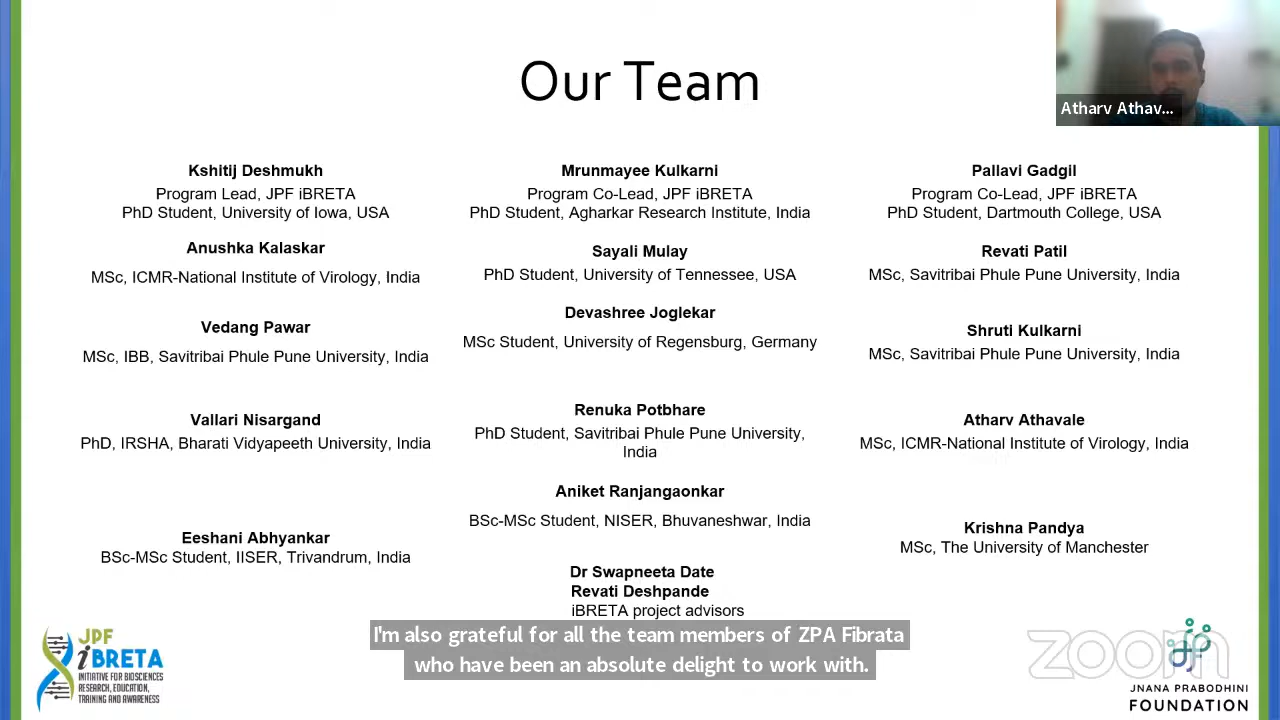 Our Team
Atharv Athav...
Kshitij Deshmukh
Program Lead, JPF iBRETA
PhD Student, University of Iowa, USA
Mrunmayee Kulkarni
Program Co-Lead, JPF iBRETA
PhD Student, Agharkar Research Institute, India
Pallavi Gadgil
Program Co-Lead, JPF iBRETA
PhD Student, Dartmouth College, USA
Anushka Kalaskar
MSc, ICMR-National Institute of Virology, India
Sayali Mulay
PhD Student, University of Tennessee, USA
Revati Patil
MSc, Savitribai Phule Pune University, India
Vedang Pawar
MSc, IBB, Savitribai Phule Pune University, India
Devashree Joglekar
MSc Student, University of Regensburg, Germany
Shruti Kulkarni
MSc, Savitribai Phule Pune University, India
Vallari Nisargand
PhD, IRSHA, Bharati Vidyapeeth University, India
Renuka Potbhare
PhD Student, Savitribai Phule Pune University,
India
Atharv Athavale
MSc, ICMR-National Institute of Virology, India
Eeshani Abhyankar
BSc-MSc Student, IISER, Trivandrum, India
Aniket Ranjangaonkar
BSc-MSc Student, NISER, Bhuvaneshwar, India
Krishna Pandya
MSc, The University of Manchester
Dr Swapneeta Date
Revati Deshpande
iBRETA project advisors
I'm also grateful for all the team members of ZPA Fibrata
who have been an absolute delight to work with.
JPF
iBRETA
INITIATIVE FOR BIOSCIENCES
RESEARCH, EDUCATION,
TRAINING AND AWARENESS
zoom
JNANA PRABODHINI
FOUNDATION